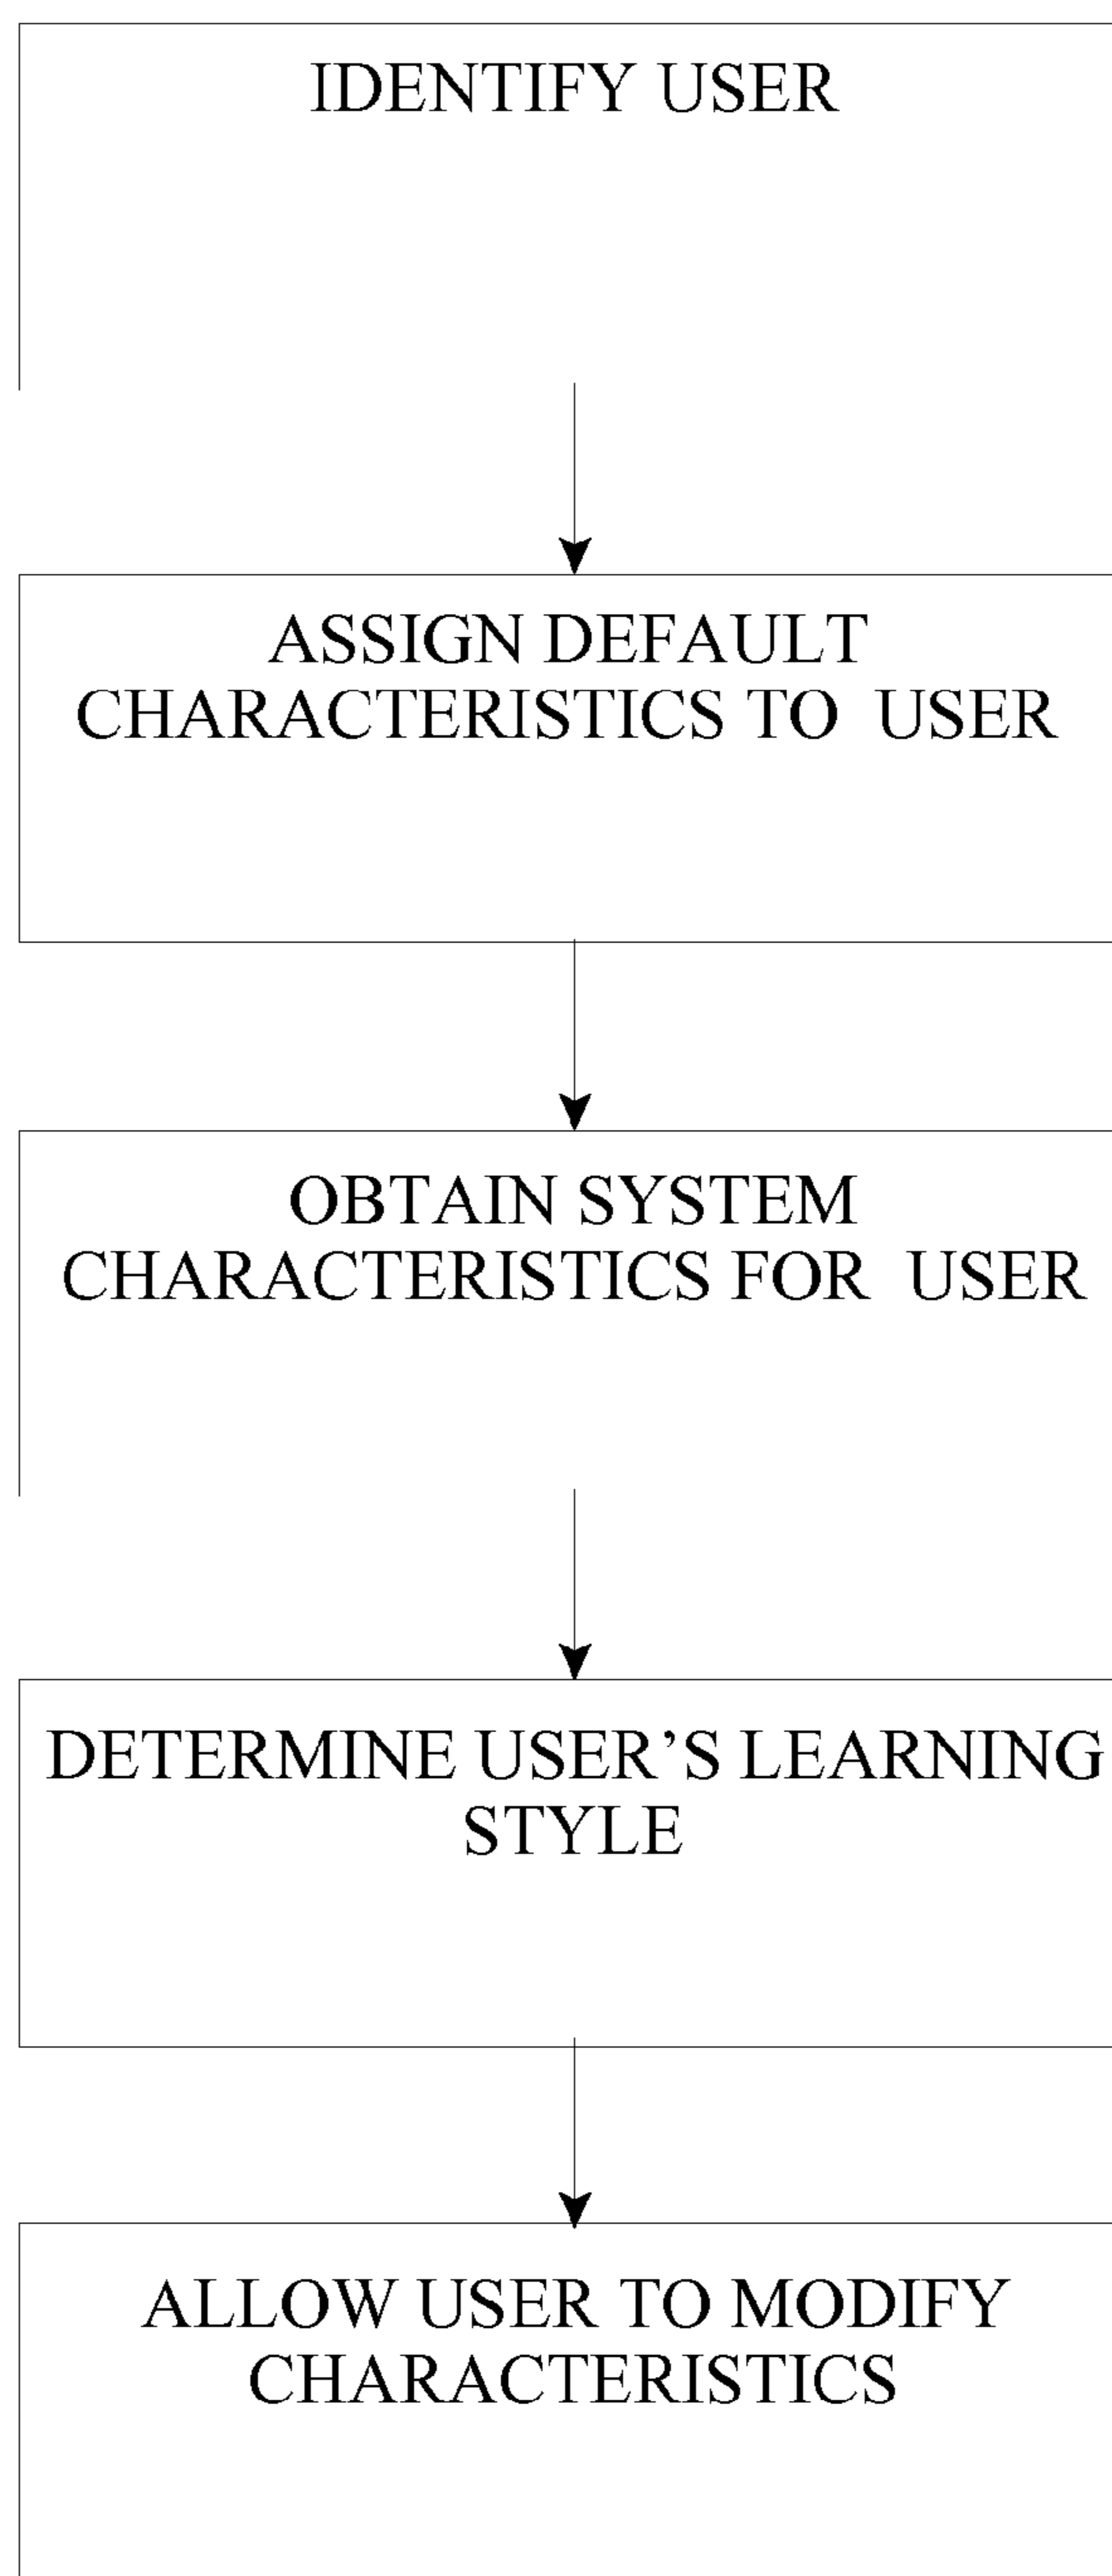 IDENTIFY USER
ASSIGN DEFAULT
CHARACTERISTICS TO USER
OBTAIN SYSTEM
CHARACTERISTICS FOR USER
DETERMINE USER’S LEARNING
STYLE
ALLOW USER TO MODIFY
CHARACTERISTICS